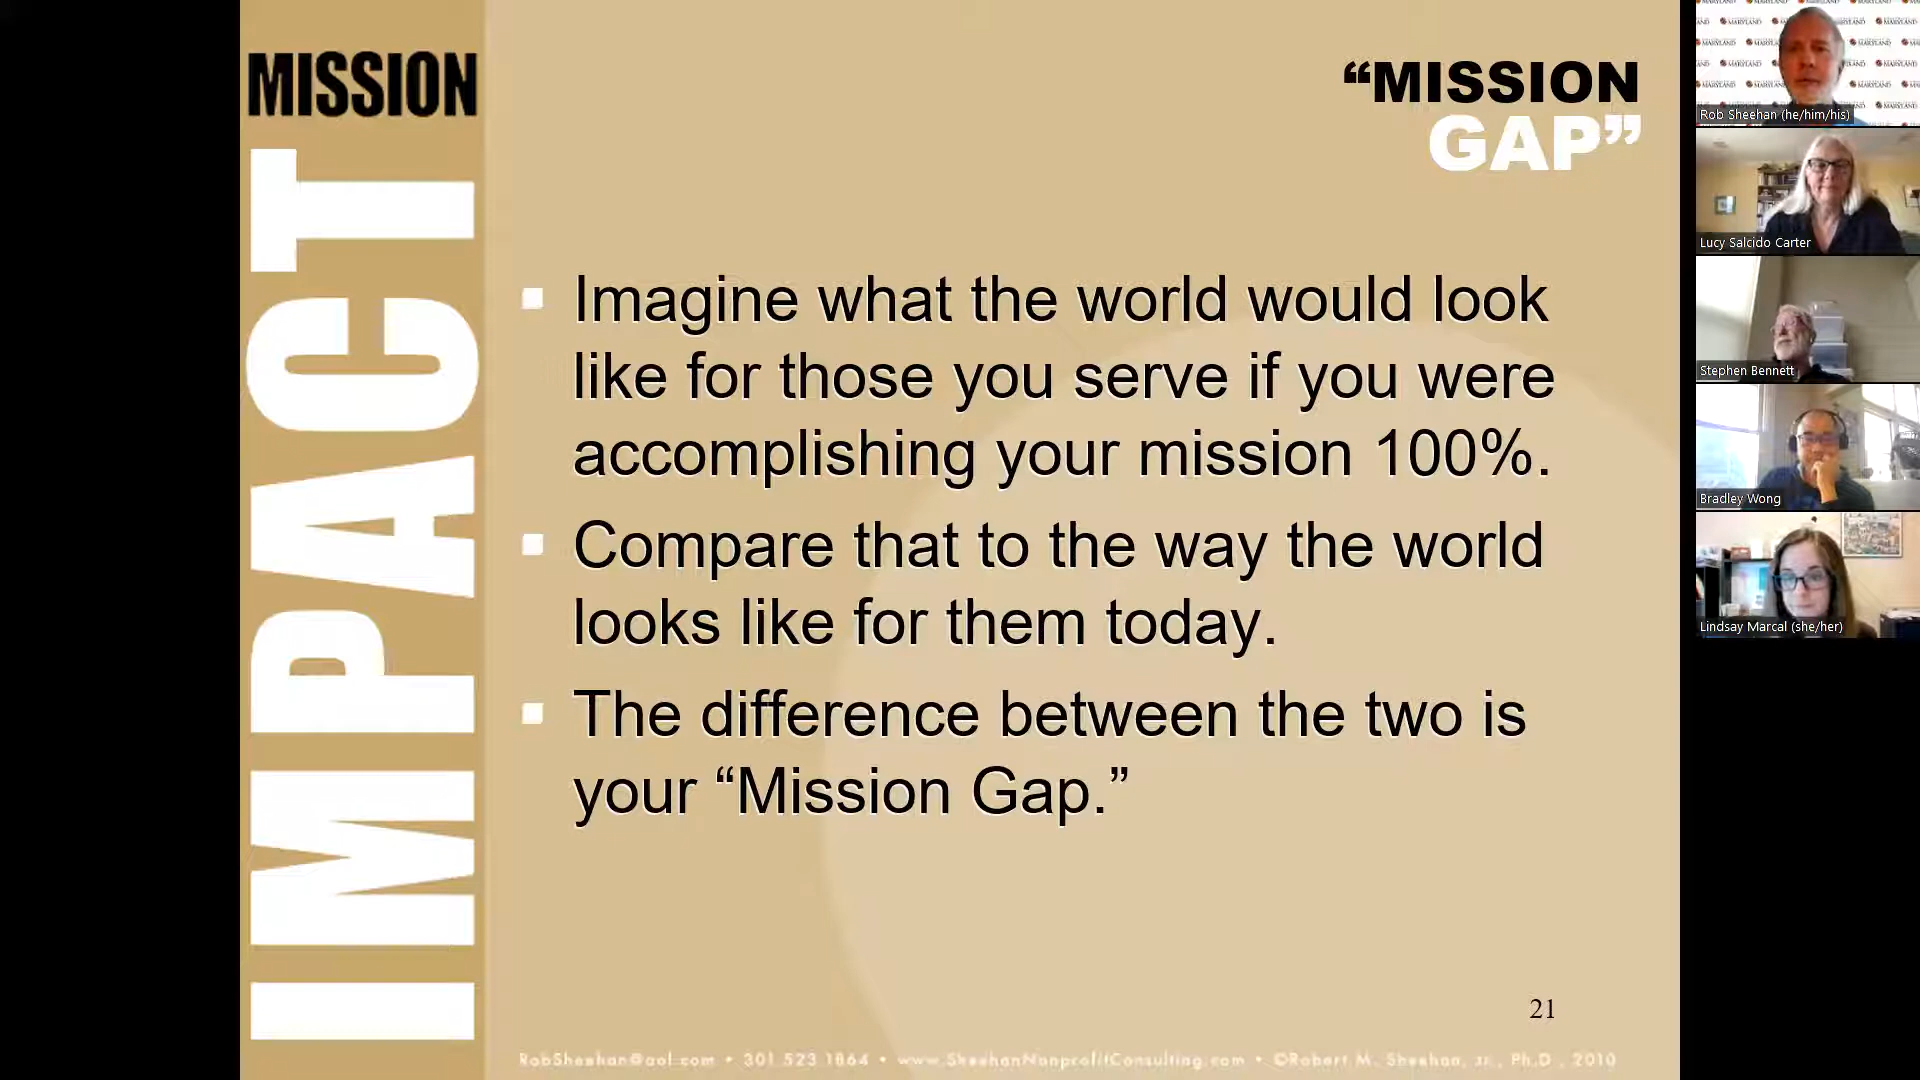 MISSION
IMPACT
“MISSION
GAP”
Imagine what the world would look
like for those you serve if you were
accomplishing your mission 100%.
Compare that to the way the world
looks like for them today.
The difference between the two is
your “Mission Gap.”
21
RobSheehan@aol.com • 301.523.1864 • www.SheehanNonprofitConsulting.com • ©Robert M. Sheehan, Jr., Ph.D., 2010
MARYLAND
Rob Sheehan (he/him/his)
Lucy Salcido Carter
Stephen Bennett
Bradley Wong
Lindsay Marcal (she/her)